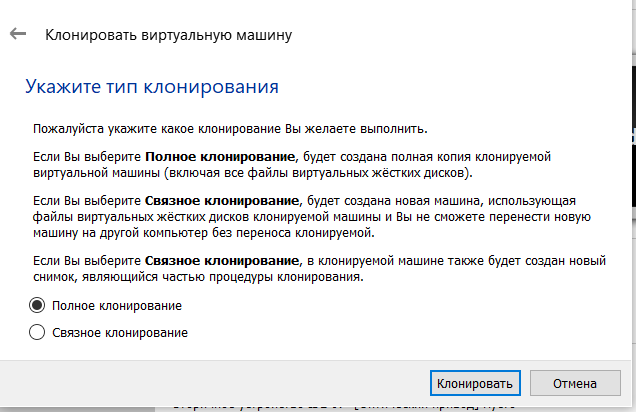 Клонировать виртуальную машину
Укажите тип клонирования
Пожалуйста укажите какое клонирование Вы желаете выполнить.
Если Вы выберите Полное клонирование, будет создана полная копия клонируемой
виртуальной машины (включая все файлы виртуальных жёстких дисков).
Если Вы выберите Связное клонирование, будет создана новая машина, использующая
файлы виртуальных жёстких дисков клонируемой машины и Вы не сможете перенести новую
машину на другой компьютер без переноса клонируемой.
Если Вы выберите Связное клонирование, в клонируемой машине также будет создан новый
снимок, являющийся частью процедуры клонирования.
Полное клонирование
Связное клонирование
Клонировать
Отмена